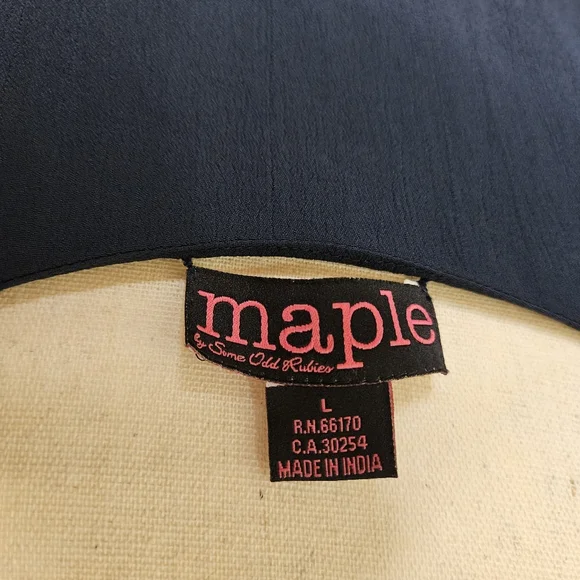 maple
by Some Odd Rubies
L
R.N.66170
C.A.30254
MADE IN INDIA